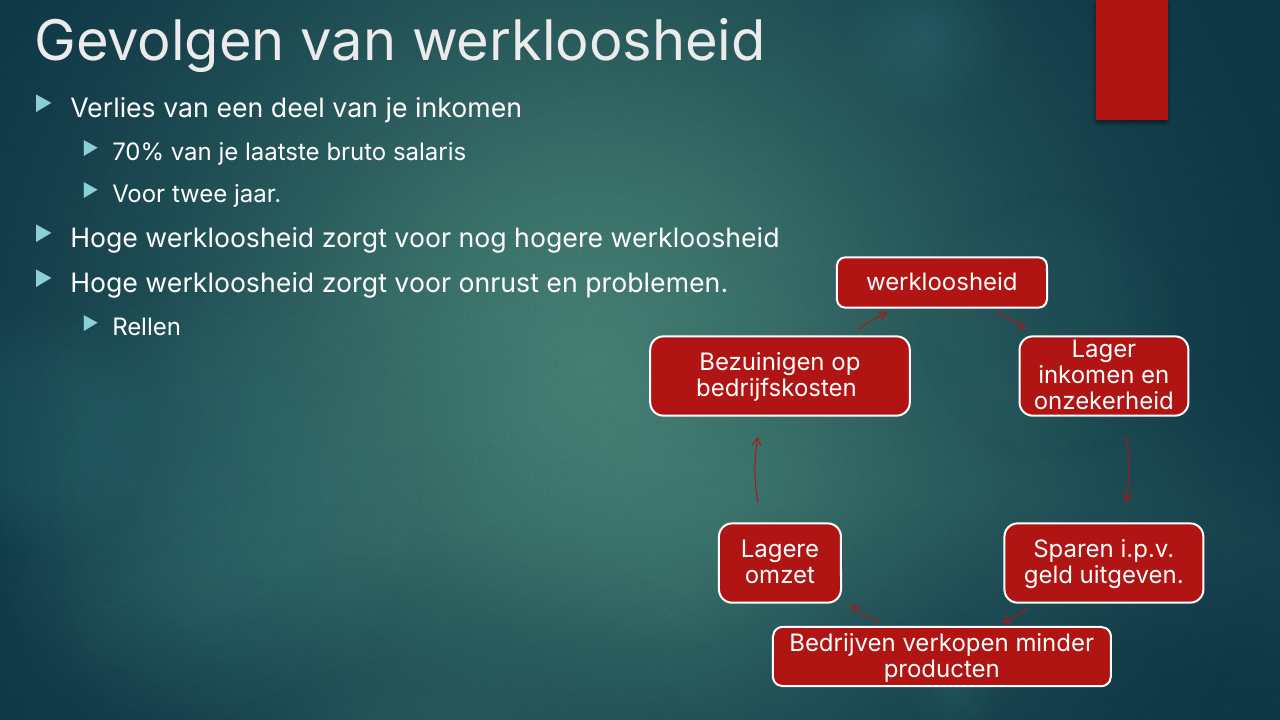 Gevolgen van werkloosheid
Verlies van een deel van je inkomen
70% van je laatste bruto salaris
Voor twee jaar.
Hoge werkloosheid zorgt voor nog hogere werkloosheid
Hoge werkloosheid zorgt voor onrust en problemen.
Rellen
werkloosheid
Lager
inkomen en
onzekerheid
Sparen i.p.v.
geld uitgeven.
Bedrijven verkopen minder
producten
Lagere
omzet
Bezuinigen op
bedrijfskosten